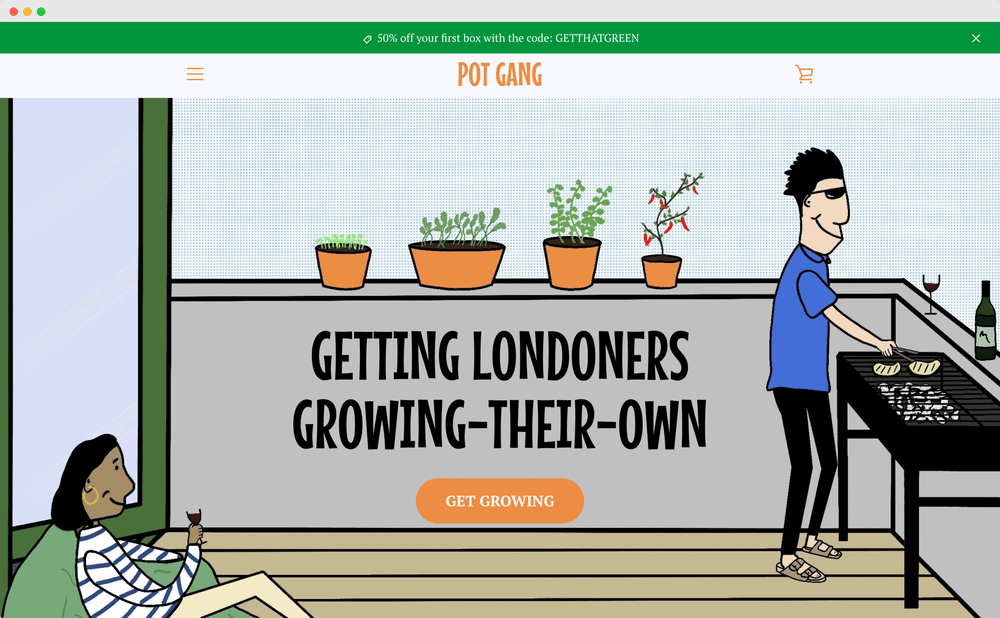 50% off your first box with the code: GETTHATGREEN
POT GANG
GETTING LONDONERS
GROWING-THEIR-OWN
GET GROWING